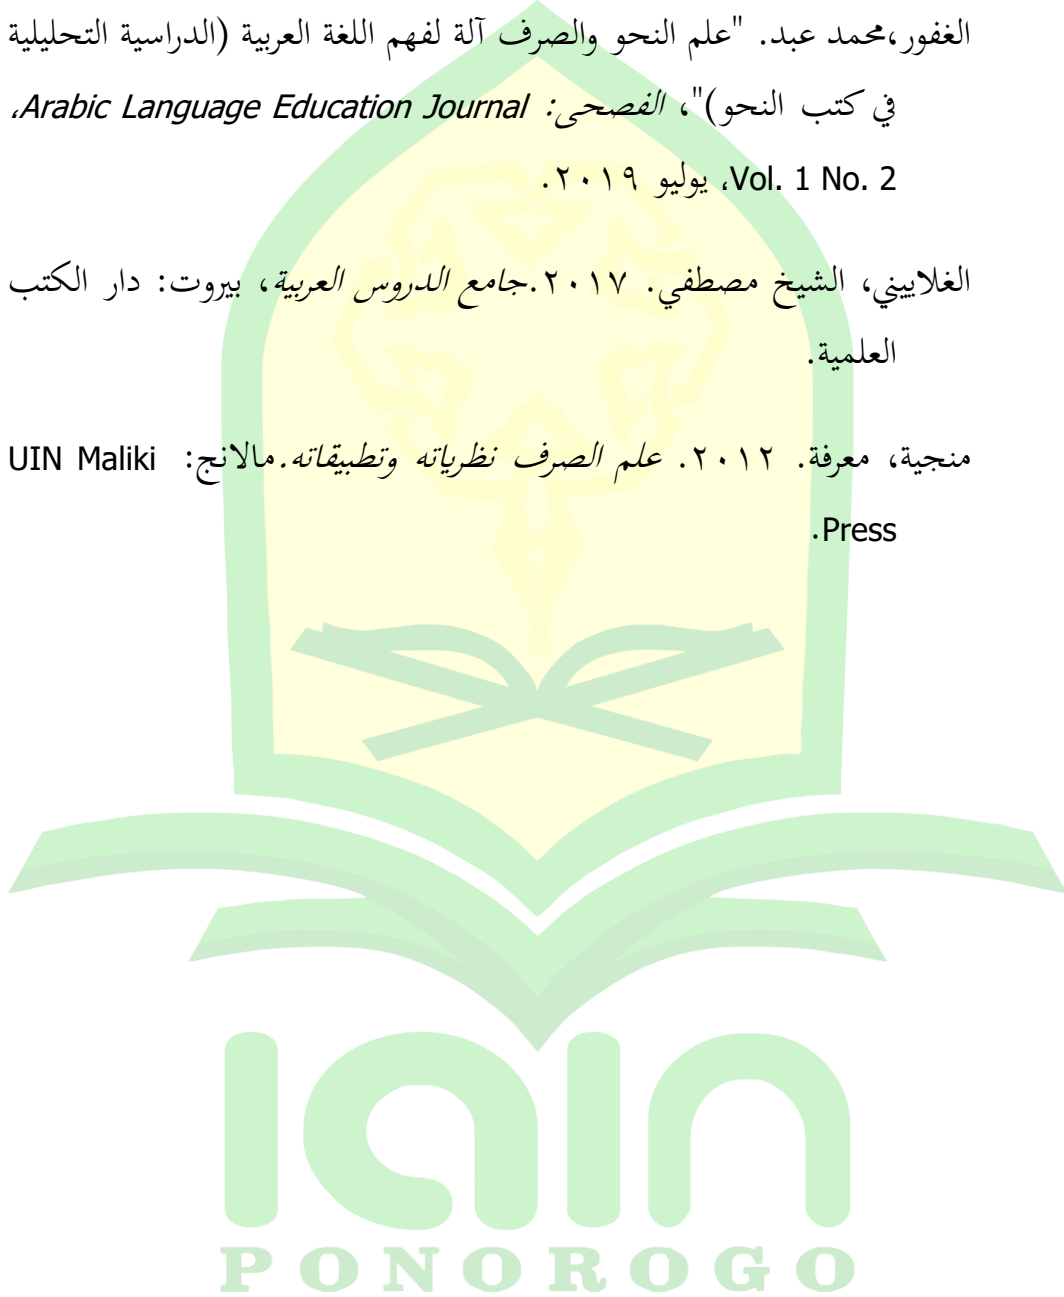 الغفور،محمد عبد. "علم النحو والصرف آلة لفهم اللغة العربية (الدراسية التحليلية
في كتب النحو)"، الفصحى: Arabic Language Education Journal،
Vol. 1 No. 2، يوليو ٢٠١٩.
الغلاييني، الشيخ مصطفي. ٢٠١٧.جامع الدروس العربية، بيروت: دار الكتب
العلمية.
منجية، معرفة. ٢٠١٢. علم الصرف نظرياته وتطبيقاته.مالانج: UIN Maliki
Press.
iain
PONOROGO